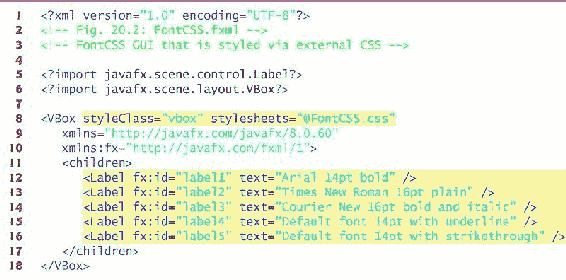 1 <?xml version="1.0" encoding="UTF-8"?>
2 <!-- Fig. 20.2: FontCSS.fxml -->
3 <!-- FontCSS GUI that is styled via external CSS -->
4
5 <?import javafx.scene.control.Label?>
6 <?import javafx.scene.layout.VBox?>
7
8 <VBox styleClass="vbox" stylesheets="@FontCSS.css"
9 xmlns="http://javafx.com/javafx/8.0.60"
10 xmlns:fx="http://javafx.com/fxml/1">
11 <children>
12 <Label fx:id="label1" text="Arial 14pt bold" />
13 <Label fx:id="label2" text="Times New Roman 16pt plain" />
14 <Label fx:id="label3" text="Courier New 16pt bold and italic" />
15 <Label fx:id="label4" text="Default font 14pt with underline" />
16 <Label fx:id="label5" text="Default font 14pt with strikethrough" />
17 </children>
18 </VBox>